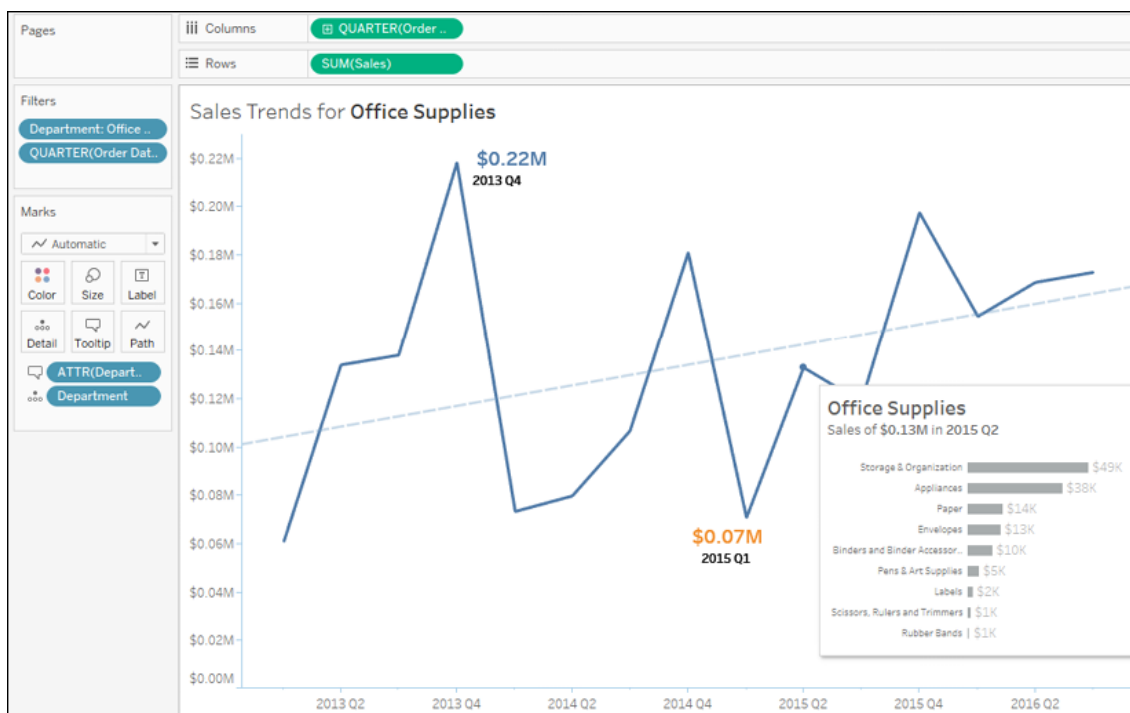 Pages
Columns
QUARTER(Order ..
Rows
SUM(Sales)
Filters
Department: Office ..
QUARTER(Order Dat..
Marks
Automatic
Color
Size
Label
Detail
Tooltip
Path
ATTR(Depart..
Department
Sales Trends for Office Supplies
$0.22M
$0.20M
$0.18M
$0.16M
$0.14M
$0.12M
$0.10M
$0.08M
$0.06M
$0.04M
$0.02M
$0.00M
$0.22M
2013 Q4
$0.07M
2015 Q1
Office Supplies
Sales of $0.13M in 2015 Q2
Storage & Organization $49K
Appliances $38K
Paper $14K
Envelopes $13K
Binders and Binder Accessor.. $10K
Pens & Art Supplies $5K
Labels $2K
Scissors, Rulers and Trimmers $1K
Rubber Bands $1K
2013 Q2 2013 Q4 2014 Q2 2014 Q4 2015 Q2 2015 Q4 2016 Q2